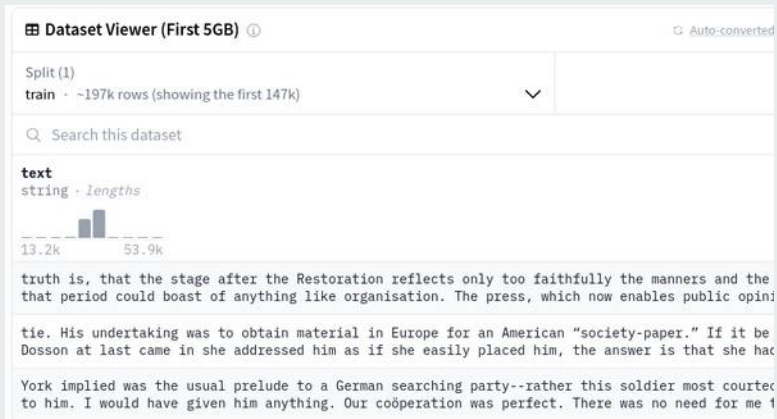 Dataset Viewer (First 5GB)
Auto-converted
Split (1)
train · ~197k rows (showing the first 147k)
Search this dataset
text
string · lengths
13.2k 53.9k
truth is, that the stage after the Restoration reflects only too faithfully the manners and the
that period could boast of anything like organisation. The press, which now enables public opini
tie. His undertaking was to obtain material in Europe for an American “society-paper.” If it be
Dosson at last came in she addressed him as if she easily placed him, the answer is that she had
York implied was the usual prelude to a German searching party--rather this soldier most courteo
to him. I would have given him anything. Our coöperation was perfect. There was no need for me